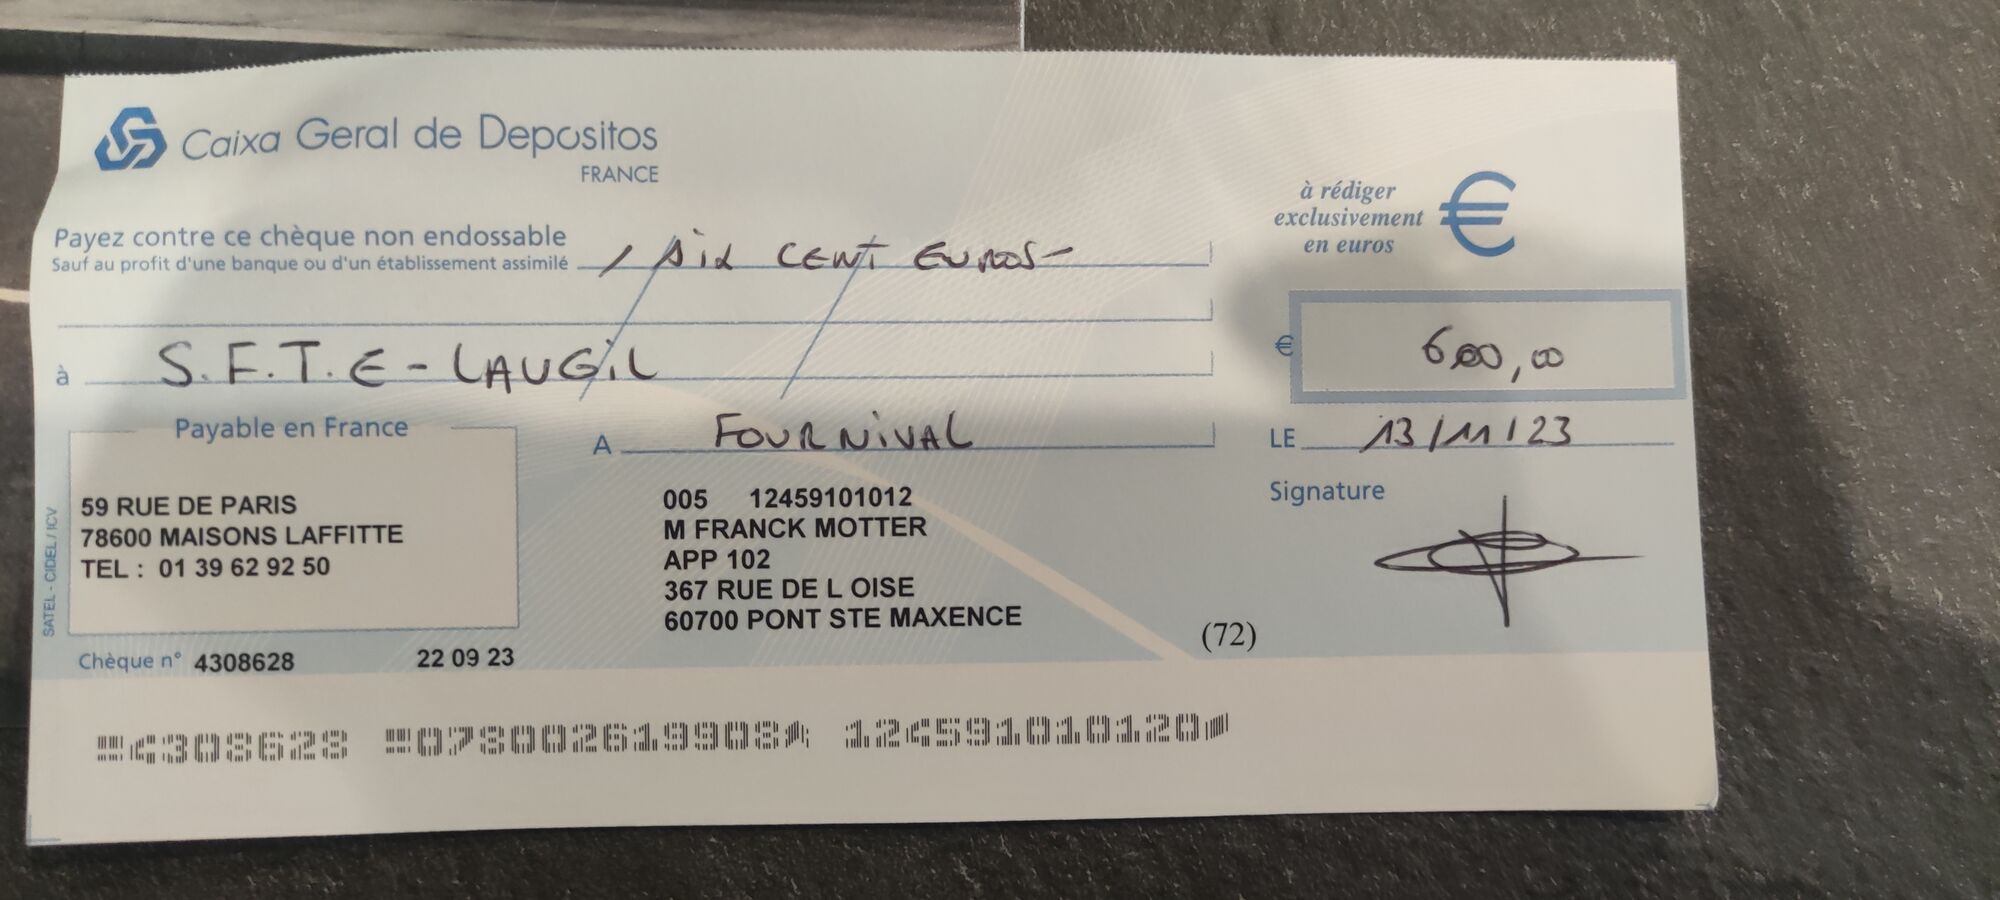 Caixa Geral de Depositos
FRANCE
à rédiger
exclusivement
en euros
€
Payez contre ce chèque non endossable
Sauf au profit d'une banque ou d'un établissement assimilé
/ six CENT EUROS-
à S.F.T.E - LAUGiL
€ 600,00
Payable en France
A FOURNIVAL
LE 13/11/23
59 RUE DE PARIS
78600 MAISONS LAFFITTE
TEL : 01 39 62 92 50
005 12459101012
M FRANCK MOTTER
APP 102
367 RUE DE L OISE
60700 PONT STE MAXENCE
Signature
(72)
SATEL - CIDEL / ICV
Chèque n° 4308628 22 09 23
4308628 078002619908 124591010120